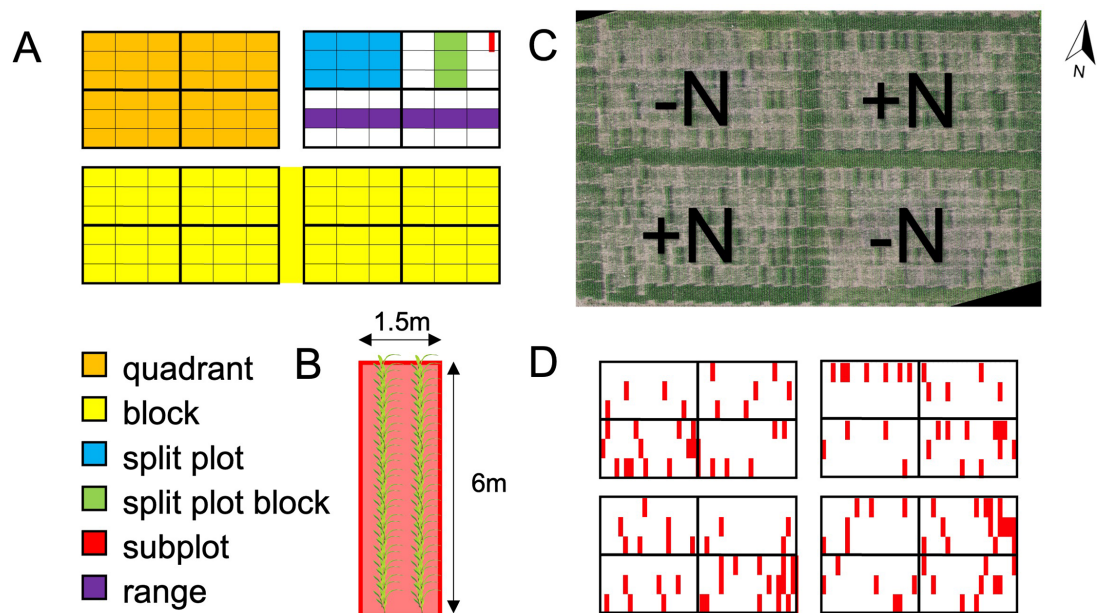 A
C
N
-N
+N
+N
-N
quadrant
block
split plot
split plot block
subplot
range
B
1.5m
6m
D